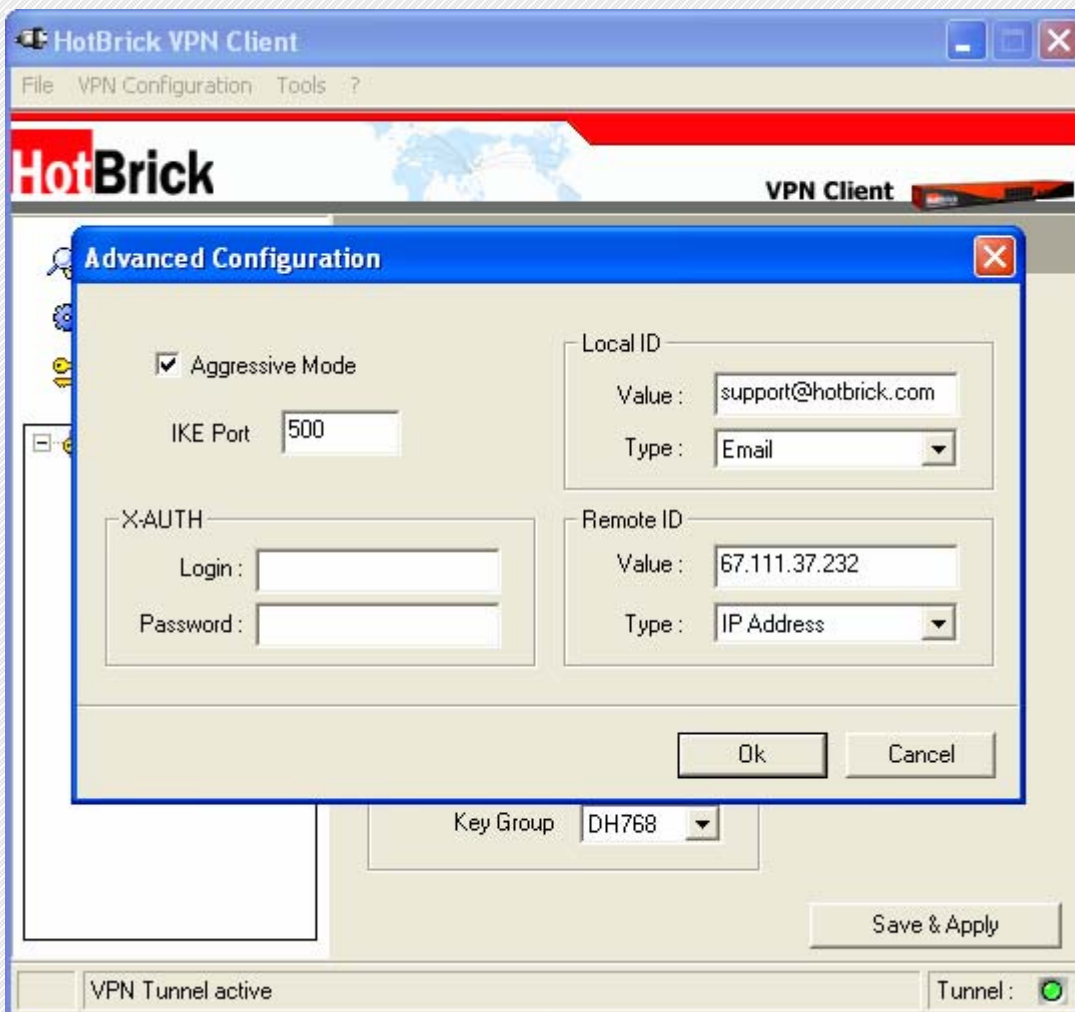 HotBrick VPN Client
File VPN Configuration Tools ?
HotBrick
VPN Client
Advanced Configuration
Aggressive Mode
IKE Port 500
Local ID
Value : support@hotbrick.com
Type : Email
X-AUTH
Login :
Password :
Remote ID
Value : 67.111.37.232
Type : IP Address
Ok Cancel
Key Group DH768
Save & Apply
VPN Tunnel active Tunnel :